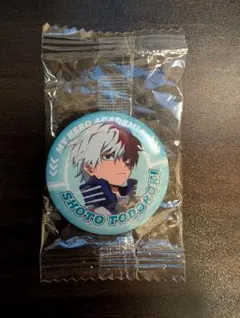 <<< MY HERO ACADEMIA
SHOTO TODOROKI